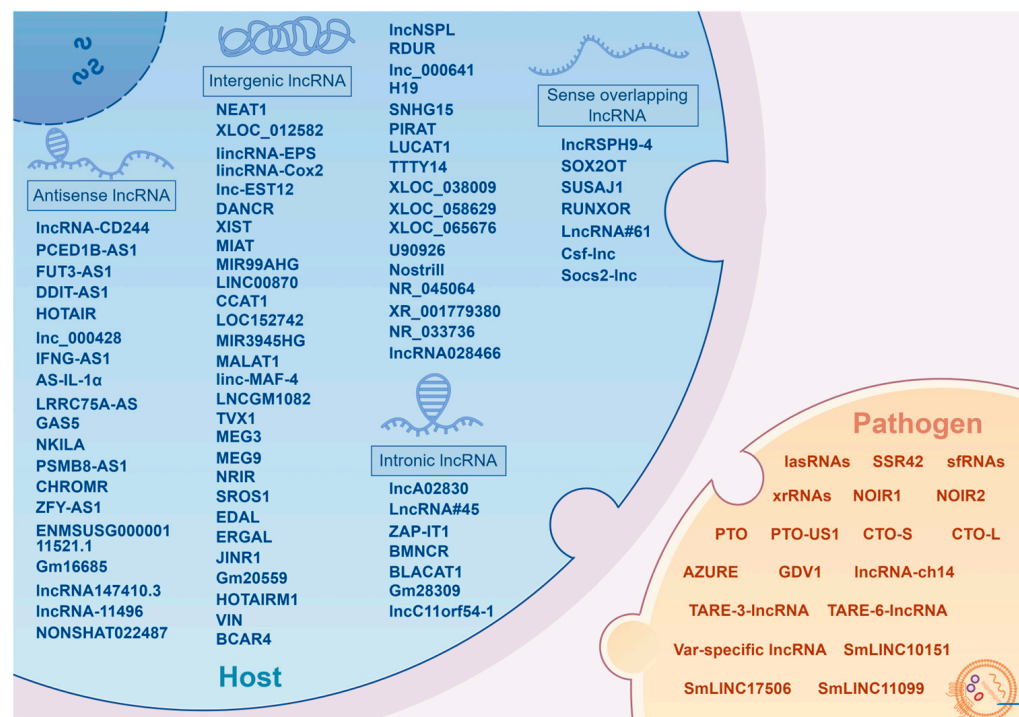 Antisense lncRNA
lncRNA-CD244
PCED1B-AS1
FUT3-AS1
DDIT-AS1
HOTAIR
lnc_000428
IFNG-AS1
AS-IL-1α
LRRC75A-AS
GAS5
NKILA
PSMB8-AS1
CHROMR
ZFY-AS1
ENMSUSG000001
11521.1
Gm16685
lncRNA147410.3
lncRNA-11496
NONSHAT022487
Intergenic lncRNA
NEAT1
XLOC_012582
lincRNA-EPS
lincRNA-Cox2
lnc-EST12
DANCR
XIST
MIAT
MIR99AHG
LINC00870
CCAT1
LOC152742
MIR3945HG
MALAT1
linc-MAF-4
LNCGM1082
TVX1
MEG3
MEG9
NRIR
SROS1
EDAL
ERGAL
JINR1
Gm20559
HOTAIRM1
VIN
BCAR4
lncNSPL
RDUR
lnc_000641
H19
SNHG15
PIRAT
LUCAT1
TTTY14
XLOC_038009
XLOC_058629
XLOC_065676
U90926
Nostrill
NR_045064
XR_001779380
NR_033736
lncRNA028466
Intronic lncRNA
lncA02830
LncRNA#45
ZAP-IT1
BMNCR
BLACAT1
Gm28309
lncC11orf54-1
Sense overlapping
lncRNA
lncRSPH9-4
SOX2OT
SUSAJ1
RUNXOR
LncRNA#61
Csf-lnc
Socs2-lnc
Host
Pathogen
lasRNAs SSR42 sfRNAs
xrRNAs NOIR1 NOIR2
PTO PTO-US1 CTO-S CTO-L
AZURE GDV1 lncRNA-ch14
TARE-3-lncRNA TARE-6-lncRNA
Var-specific lncRNA SmLINC10151
SmLINC17506 SmLINC11099